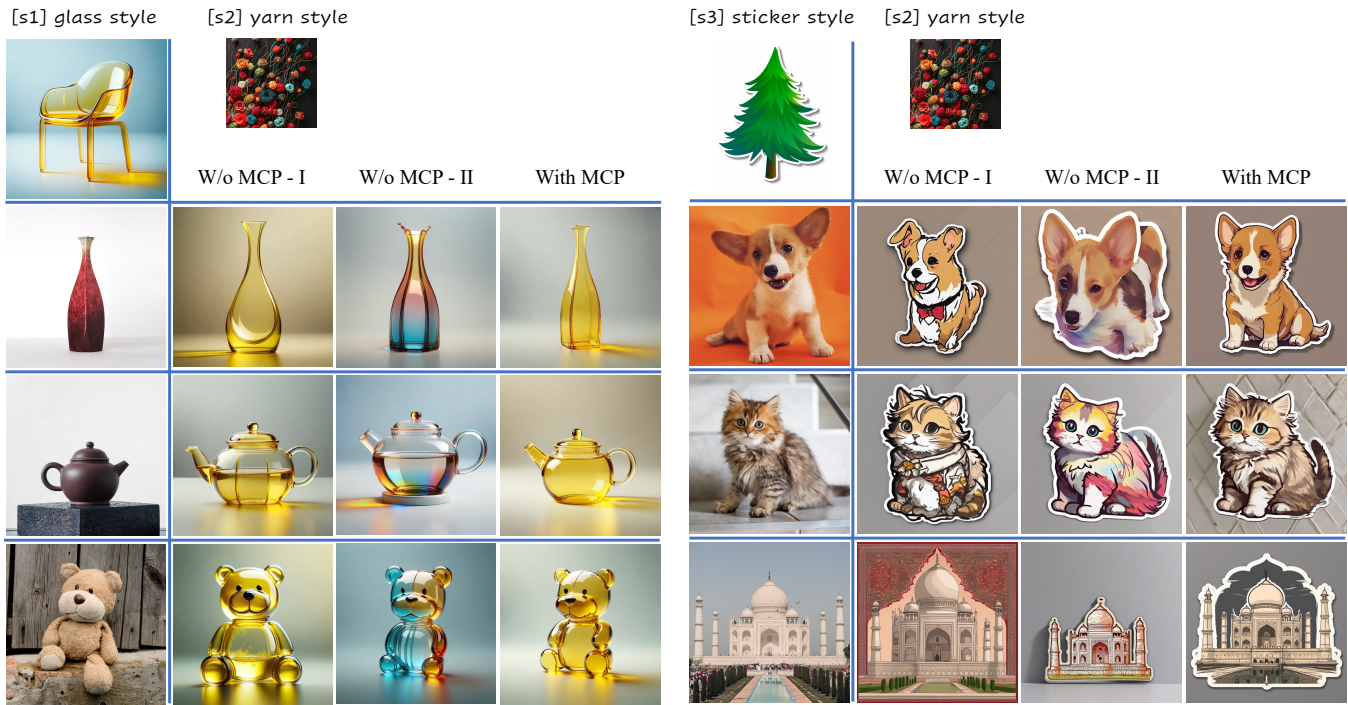 [s1] glass style
[s2] yarn style
[s3] sticker style
[s2] yarn style
W/o MCP - I
W/o MCP - II
With MCP
W/o MCP - I
W/o MCP - II
With MCP